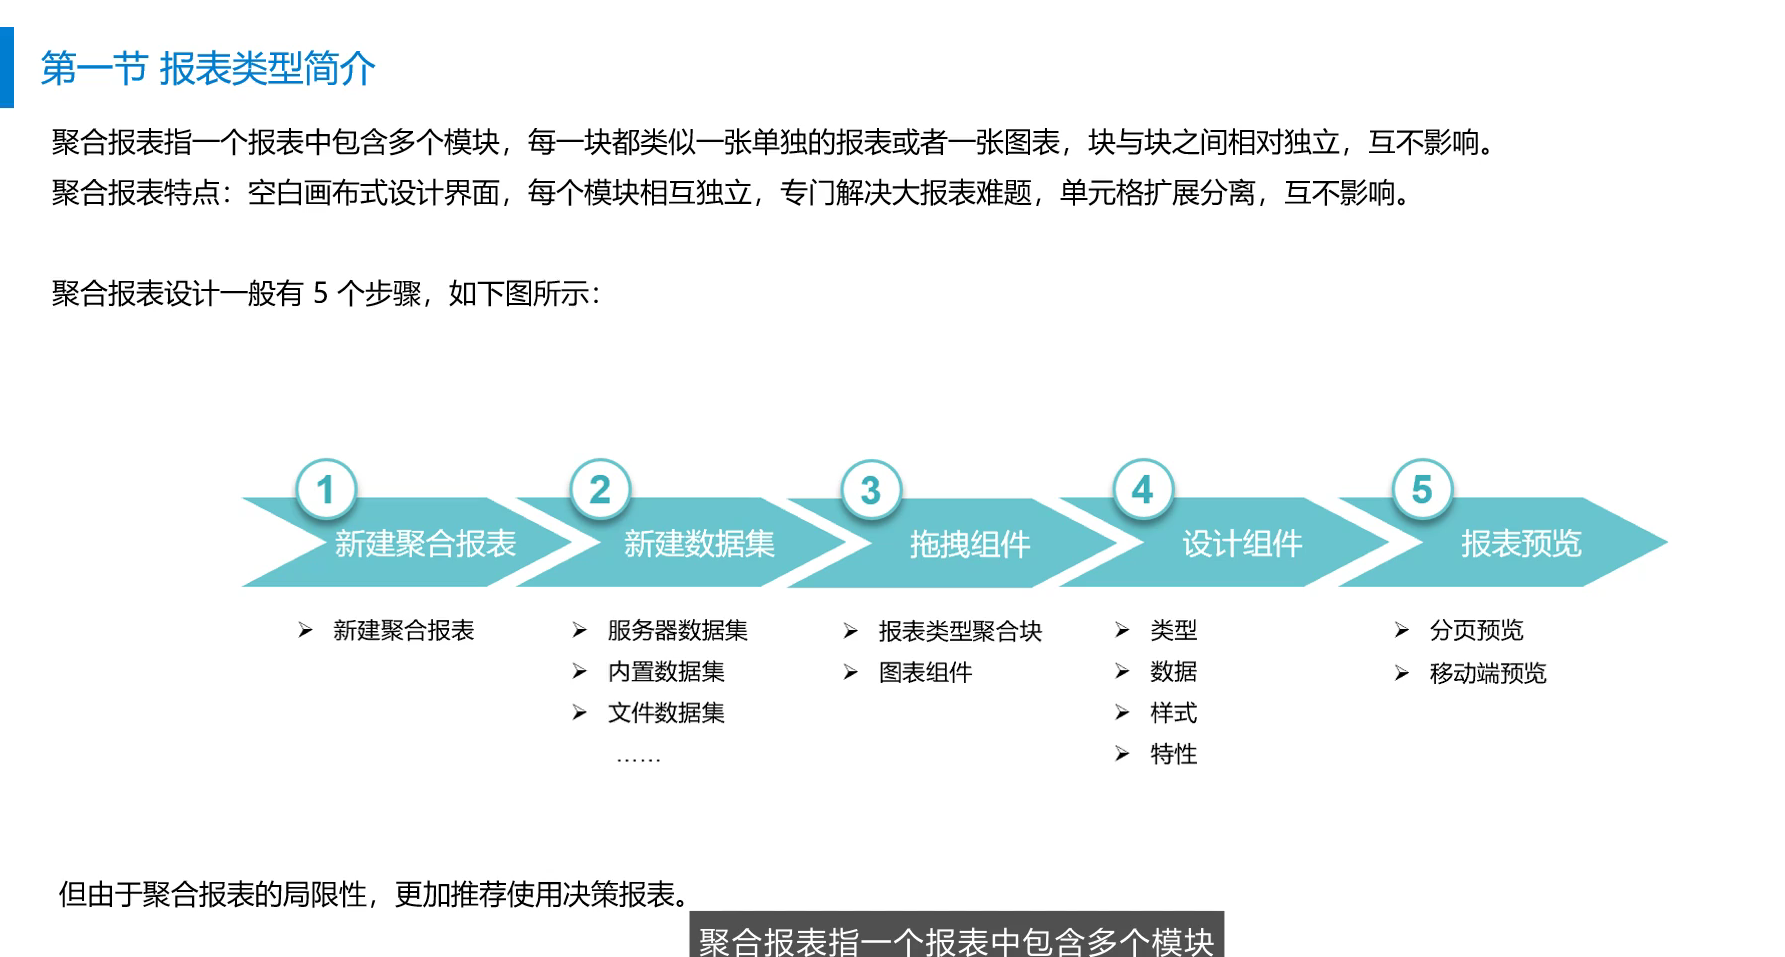 第一节 报表类型简介
聚合报表指一个报表中包含多个模块，每一块都类似一张单独的报表或者一张图表，块与块之间相对独立，互不影响。
聚合报表特点：空白画布式设计界面，每个模块相互独立，专门解决大报表难题，单元格扩展分离，互不影响。
聚合报表设计一般有 5 个步骤，如下图所示：
1
新建聚合报表
➢ 新建聚合报表
2
新建数据集
➢ 服务器数据集
➢ 内置数据集
➢ 文件数据集
……
3
拖拽组件
➢ 报表类型聚合块
➢ 图表组件
4
设计组件
➢ 类型
➢ 数据
➢ 样式
➢ 特性
5
报表预览
➢ 分页预览
➢ 移动端预览
但由于聚合报表的局限性，更加推荐使用决策报表。
聚合报表指一个报表中包含多个模块